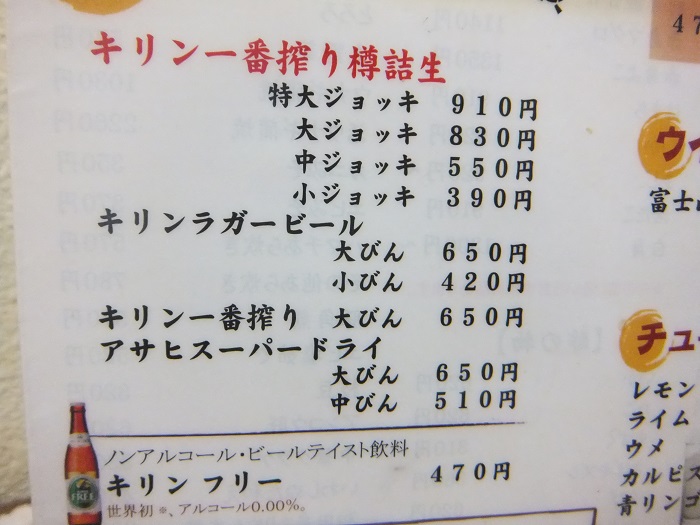 キリン一番搾り樽詰生
特大ジョッキ 910円
大ジョッキ 830円
中ジョッキ 550円
小ジョッキ 390円
キリンラガービール
大びん 650円
小びん 420円
キリン一番搾り 大びん 650円
アサヒスーパードライ
大びん 650円
中びん 510円
ノンアルコール・ビールテイスト飲料
キリン フリー 470円
世界初※、アルコール0.00%。
FREE
47
ウイ
富士
チュー
レモン
ライム
ウメ
カルピス
青リンゴ